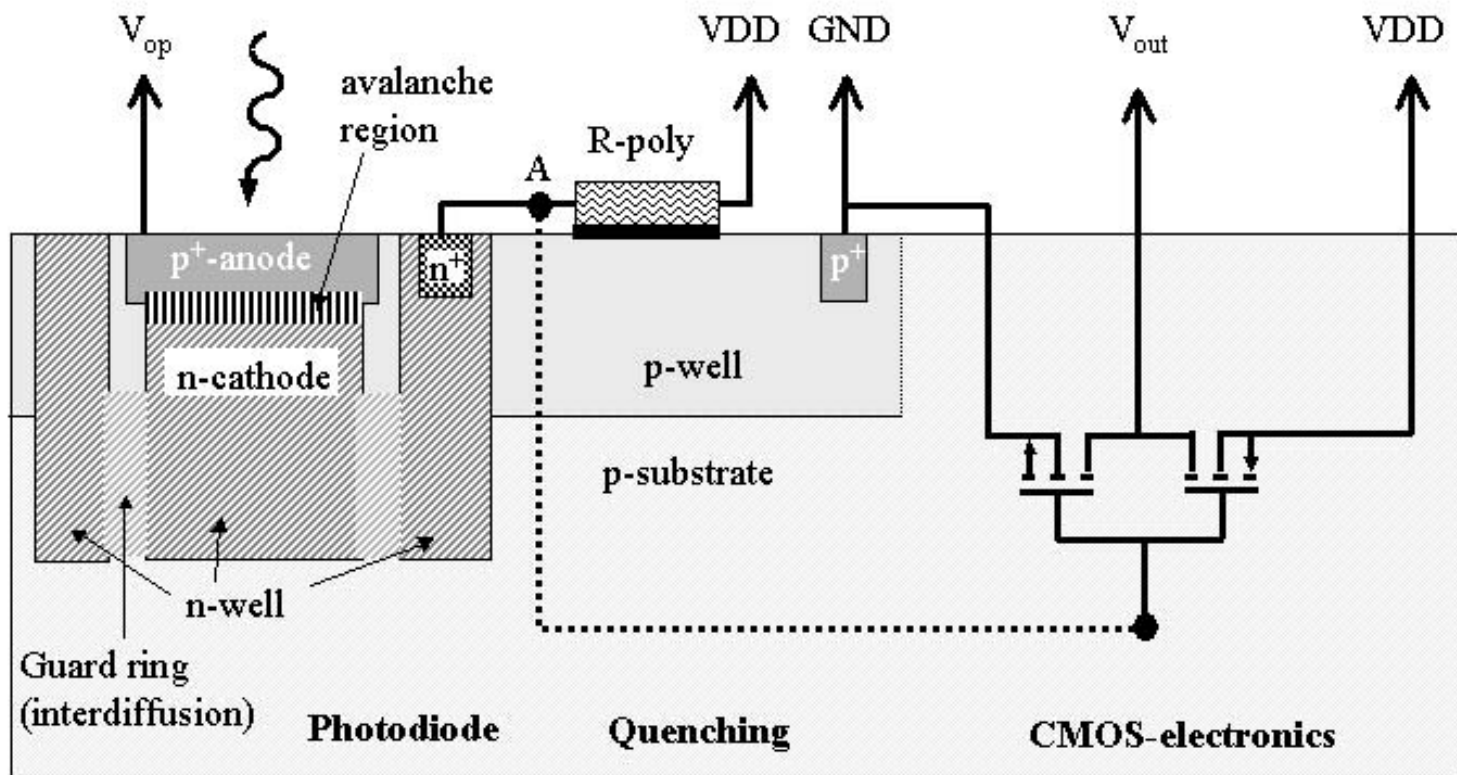 V_op
VDD
GND
V_out
VDD
avalanche
region
R-poly
A
p⁺-anode
n⁺
p⁺
n-cathode
p-well
p-substrate
n-well
Guard ring
(interdiffusion)
Photodiode
Quenching
CMOS-electronics